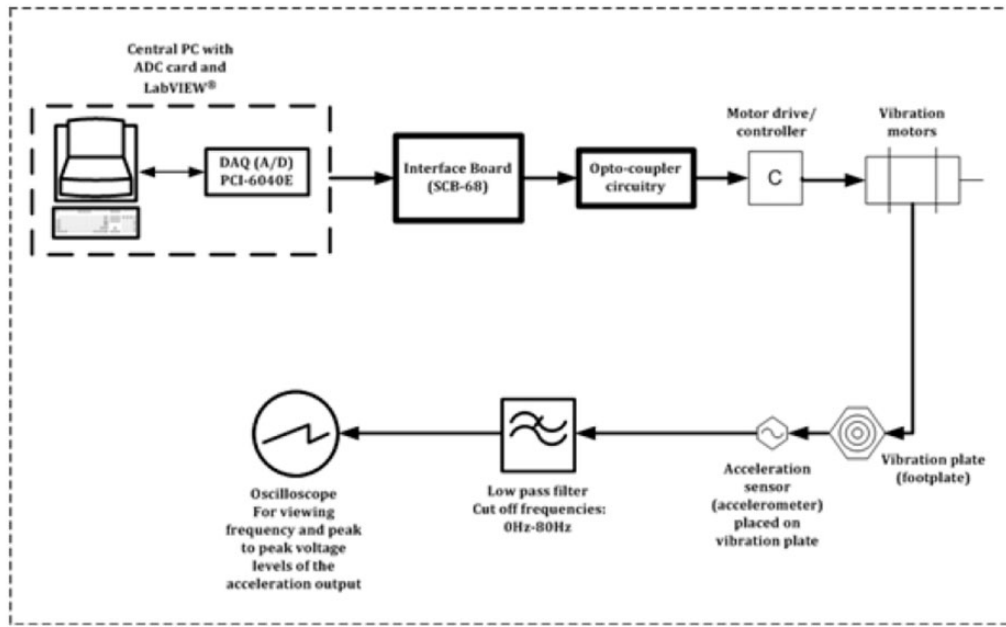 Central PC with
ADC card and
LabVIEW®
DAQ (A/D)
PCI-6040E
Interface Board
(SCB-68)
Opto-coupler
circuitry
Motor drive/
controller
C
Vibration
motors
Oscilloscope
For viewing
frequency and peak
to peak voltage
levels of the
acceleration output
Low pass filter
Cut off frequencies:
0Hz-80Hz
Acceleration
sensor
(accelerometer)
placed on
vibration plate
Vibration plate
(footplate)